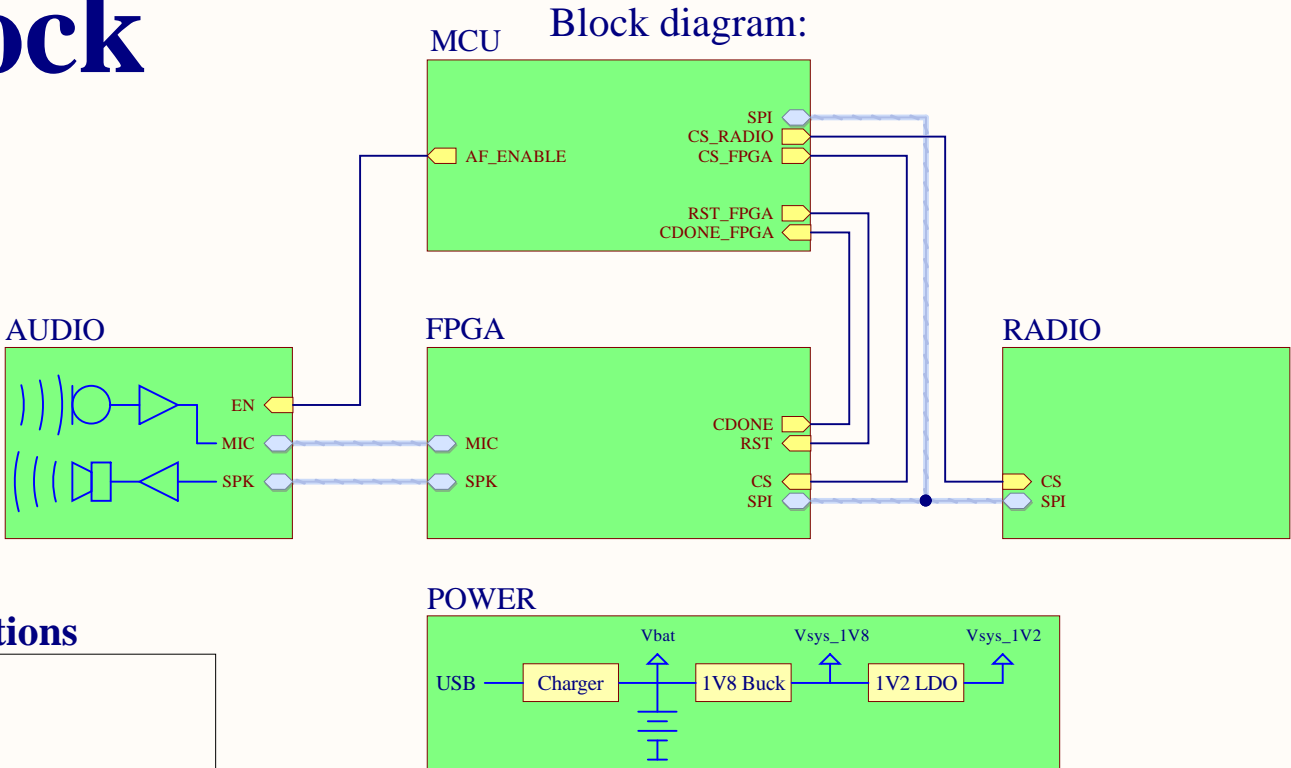 ock
Block diagram:
MCU
SPI
CS_RADIO
AF_ENABLE
CS_FPGA
RST_FPGA
CDONE_FPGA
AUDIO
EN
MIC
SPK
FPGA
MIC
SPK
CDONE
RST
CS
SPI
RADIO
CS
SPI
tions
POWER
Vbat
Vsys_1V8
Vsys_1V2
USB
Charger
1V8 Buck
1V2 LDO